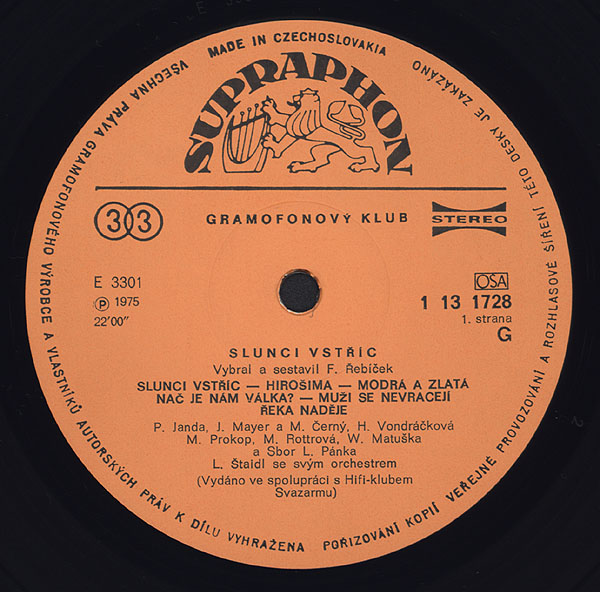 MADE IN CZECHOSLOVAKIA
SUPRAPHON
33
GRAMOFONOVÝ KLUB
STEREO
E 3301
℗ 1975
22'00"
OSA
1 13 1728
1. strana
G
SLUNCI VSTŘÍC
Vybral a sestavil F. Řebíček
SLUNCI VSTŘÍC — HIROŠIMA — MODRÁ A ZLATÁ
NAČ JE NÁM VÁLKA? — MUŽI SE NEVRACEJÍ
ŘEKA NADĚJE
P. Janda, J. Mayer a M. Černý, H. Vondráčková
M. Prokop, M. Rottrová, W. Matuška
a Sbor L. Pánka
L. Štaidl se svým orchestrem
(Vydáno ve spolupráci s Hifi-klubem
Svazarmu)
VŠECHNA PRÁVA GRAMOFONOVÉHO VÝROBCE A VLASTNÍKŮ AUTORSKÝCH PRÁV K DÍLU VYHRAŽENA POŘIZOVÁNÍ KOPIÍ VEŘEJNÉ PROVOZOVÁNÍ A ROZHLASOVÉ ŠÍŘENÍ TÉTO DESKY JE ZAKÁZÁNO